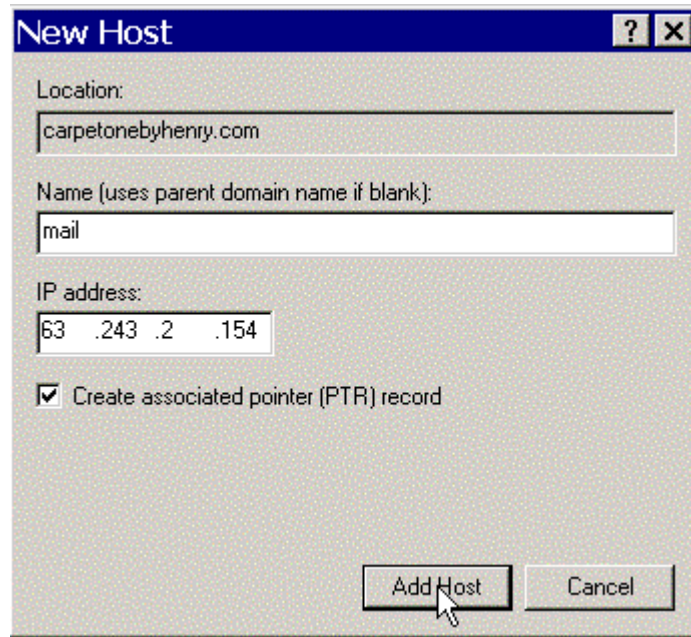 New Host
Location:
carpetonebyhenry.com
Name (uses parent domain name if blank):
mail
IP address:
63 .243 .2 .154
Create associated pointer (PTR) record
Add Host Cancel